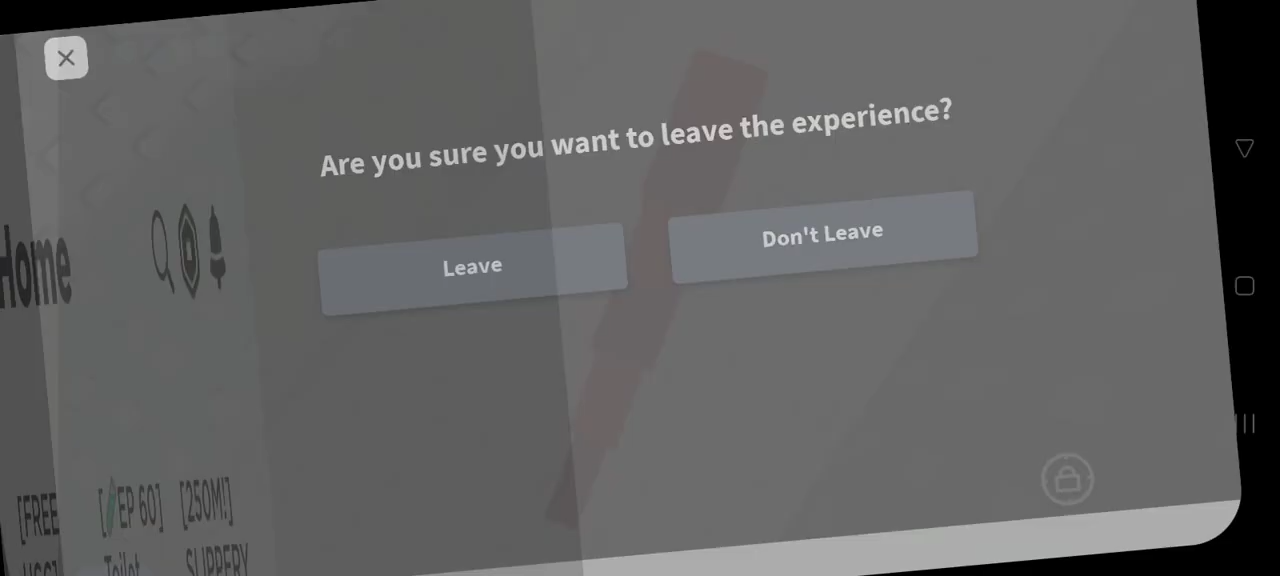 Are you sure you want to leave the experience?
Leave
Don't Leave
Home
[FREE
[EP 60]
[250M!]
Toilet
SLIPPERY